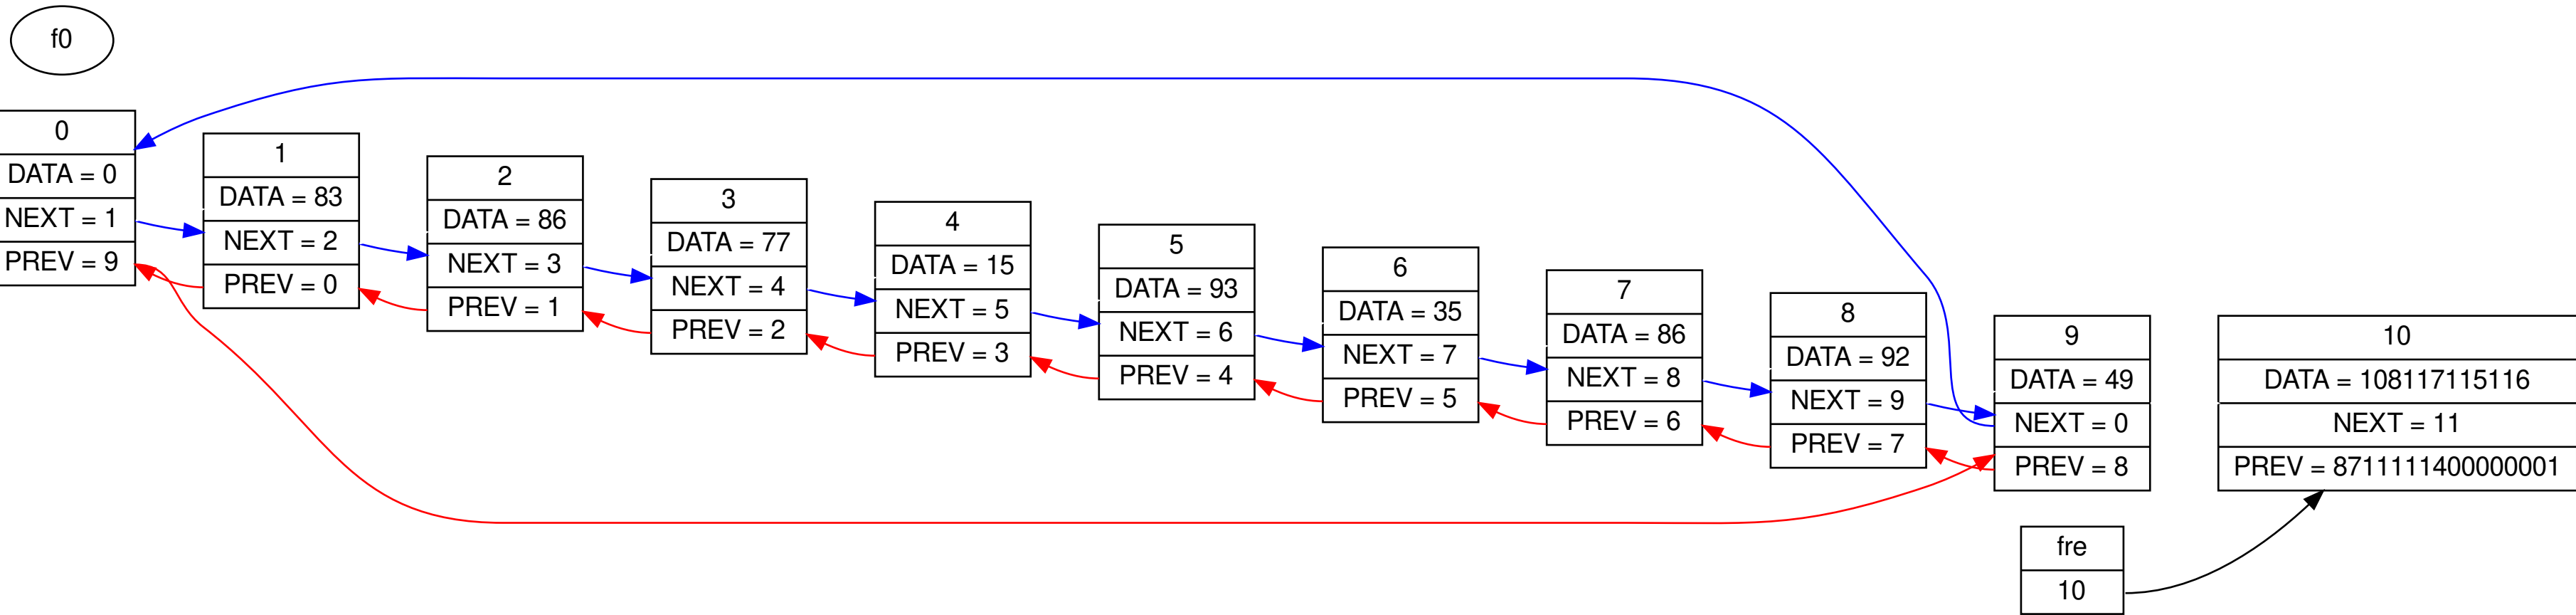 f0
0
DATA = 0
NEXT = 1
PREV = 9
1
DATA = 83
NEXT = 2
PREV = 0
2
DATA = 86
NEXT = 3
PREV = 1
3
DATA = 77
NEXT = 4
PREV = 2
4
DATA = 15
NEXT = 5
PREV = 3
5
DATA = 93
NEXT = 6
PREV = 4
6
DATA = 35
NEXT = 7
PREV = 5
7
DATA = 86
NEXT = 8
PREV = 6
8
DATA = 92
NEXT = 9
PREV = 7
9
DATA = 49
NEXT = 0
PREV = 8
10
DATA = 108117115116
NEXT = 11
PREV = 8711111400000001
fre
10